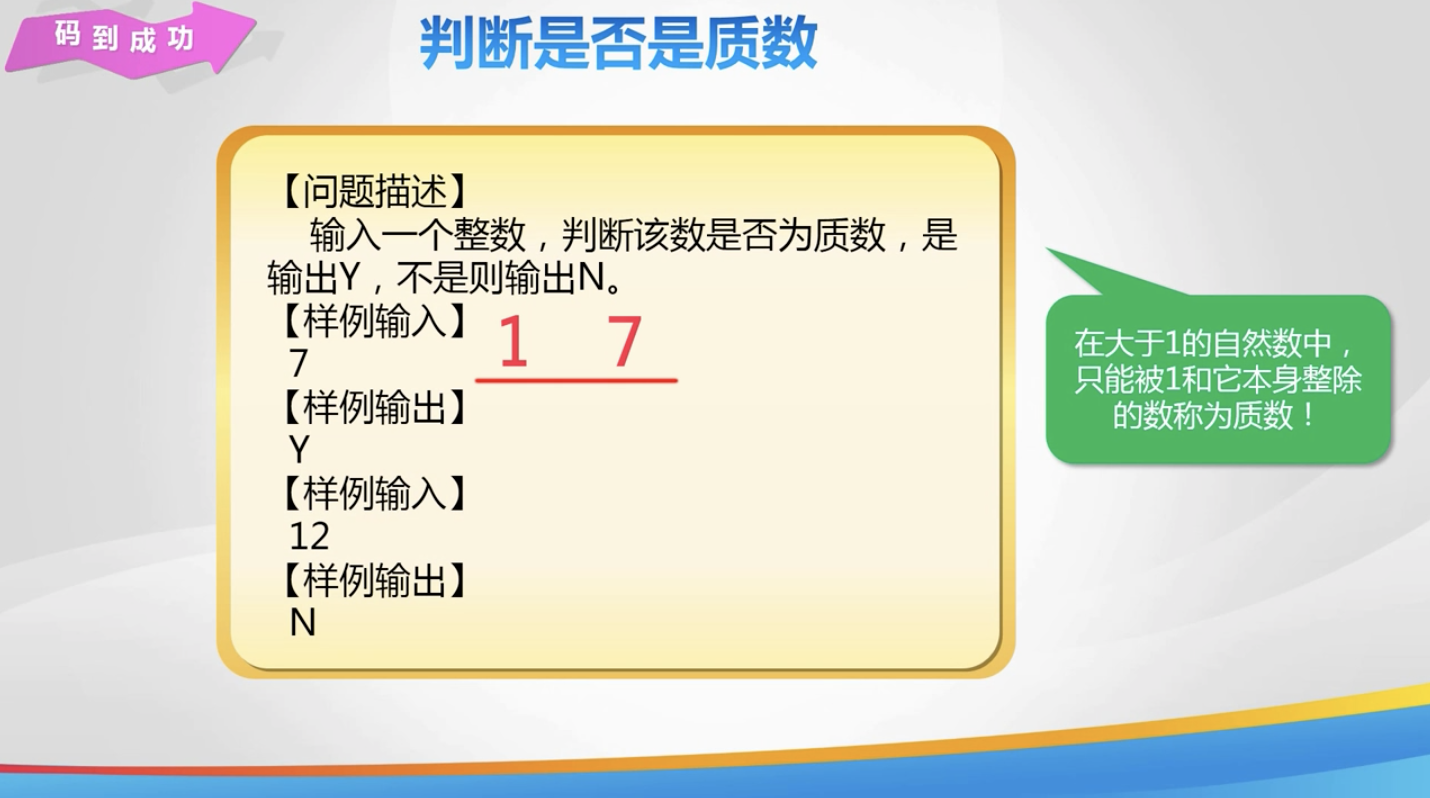 码到成功
判断是否是质数
【问题描述】
输入一个整数，判断该数是否为质数，是
输出Y，不是则输出N。
【样例输入】
1 7
7
【样例输出】
Y
【样例输入】
12
【样例输出】
N
在大于1的自然数中，
只能被1和它本身整除
的数称为质数！